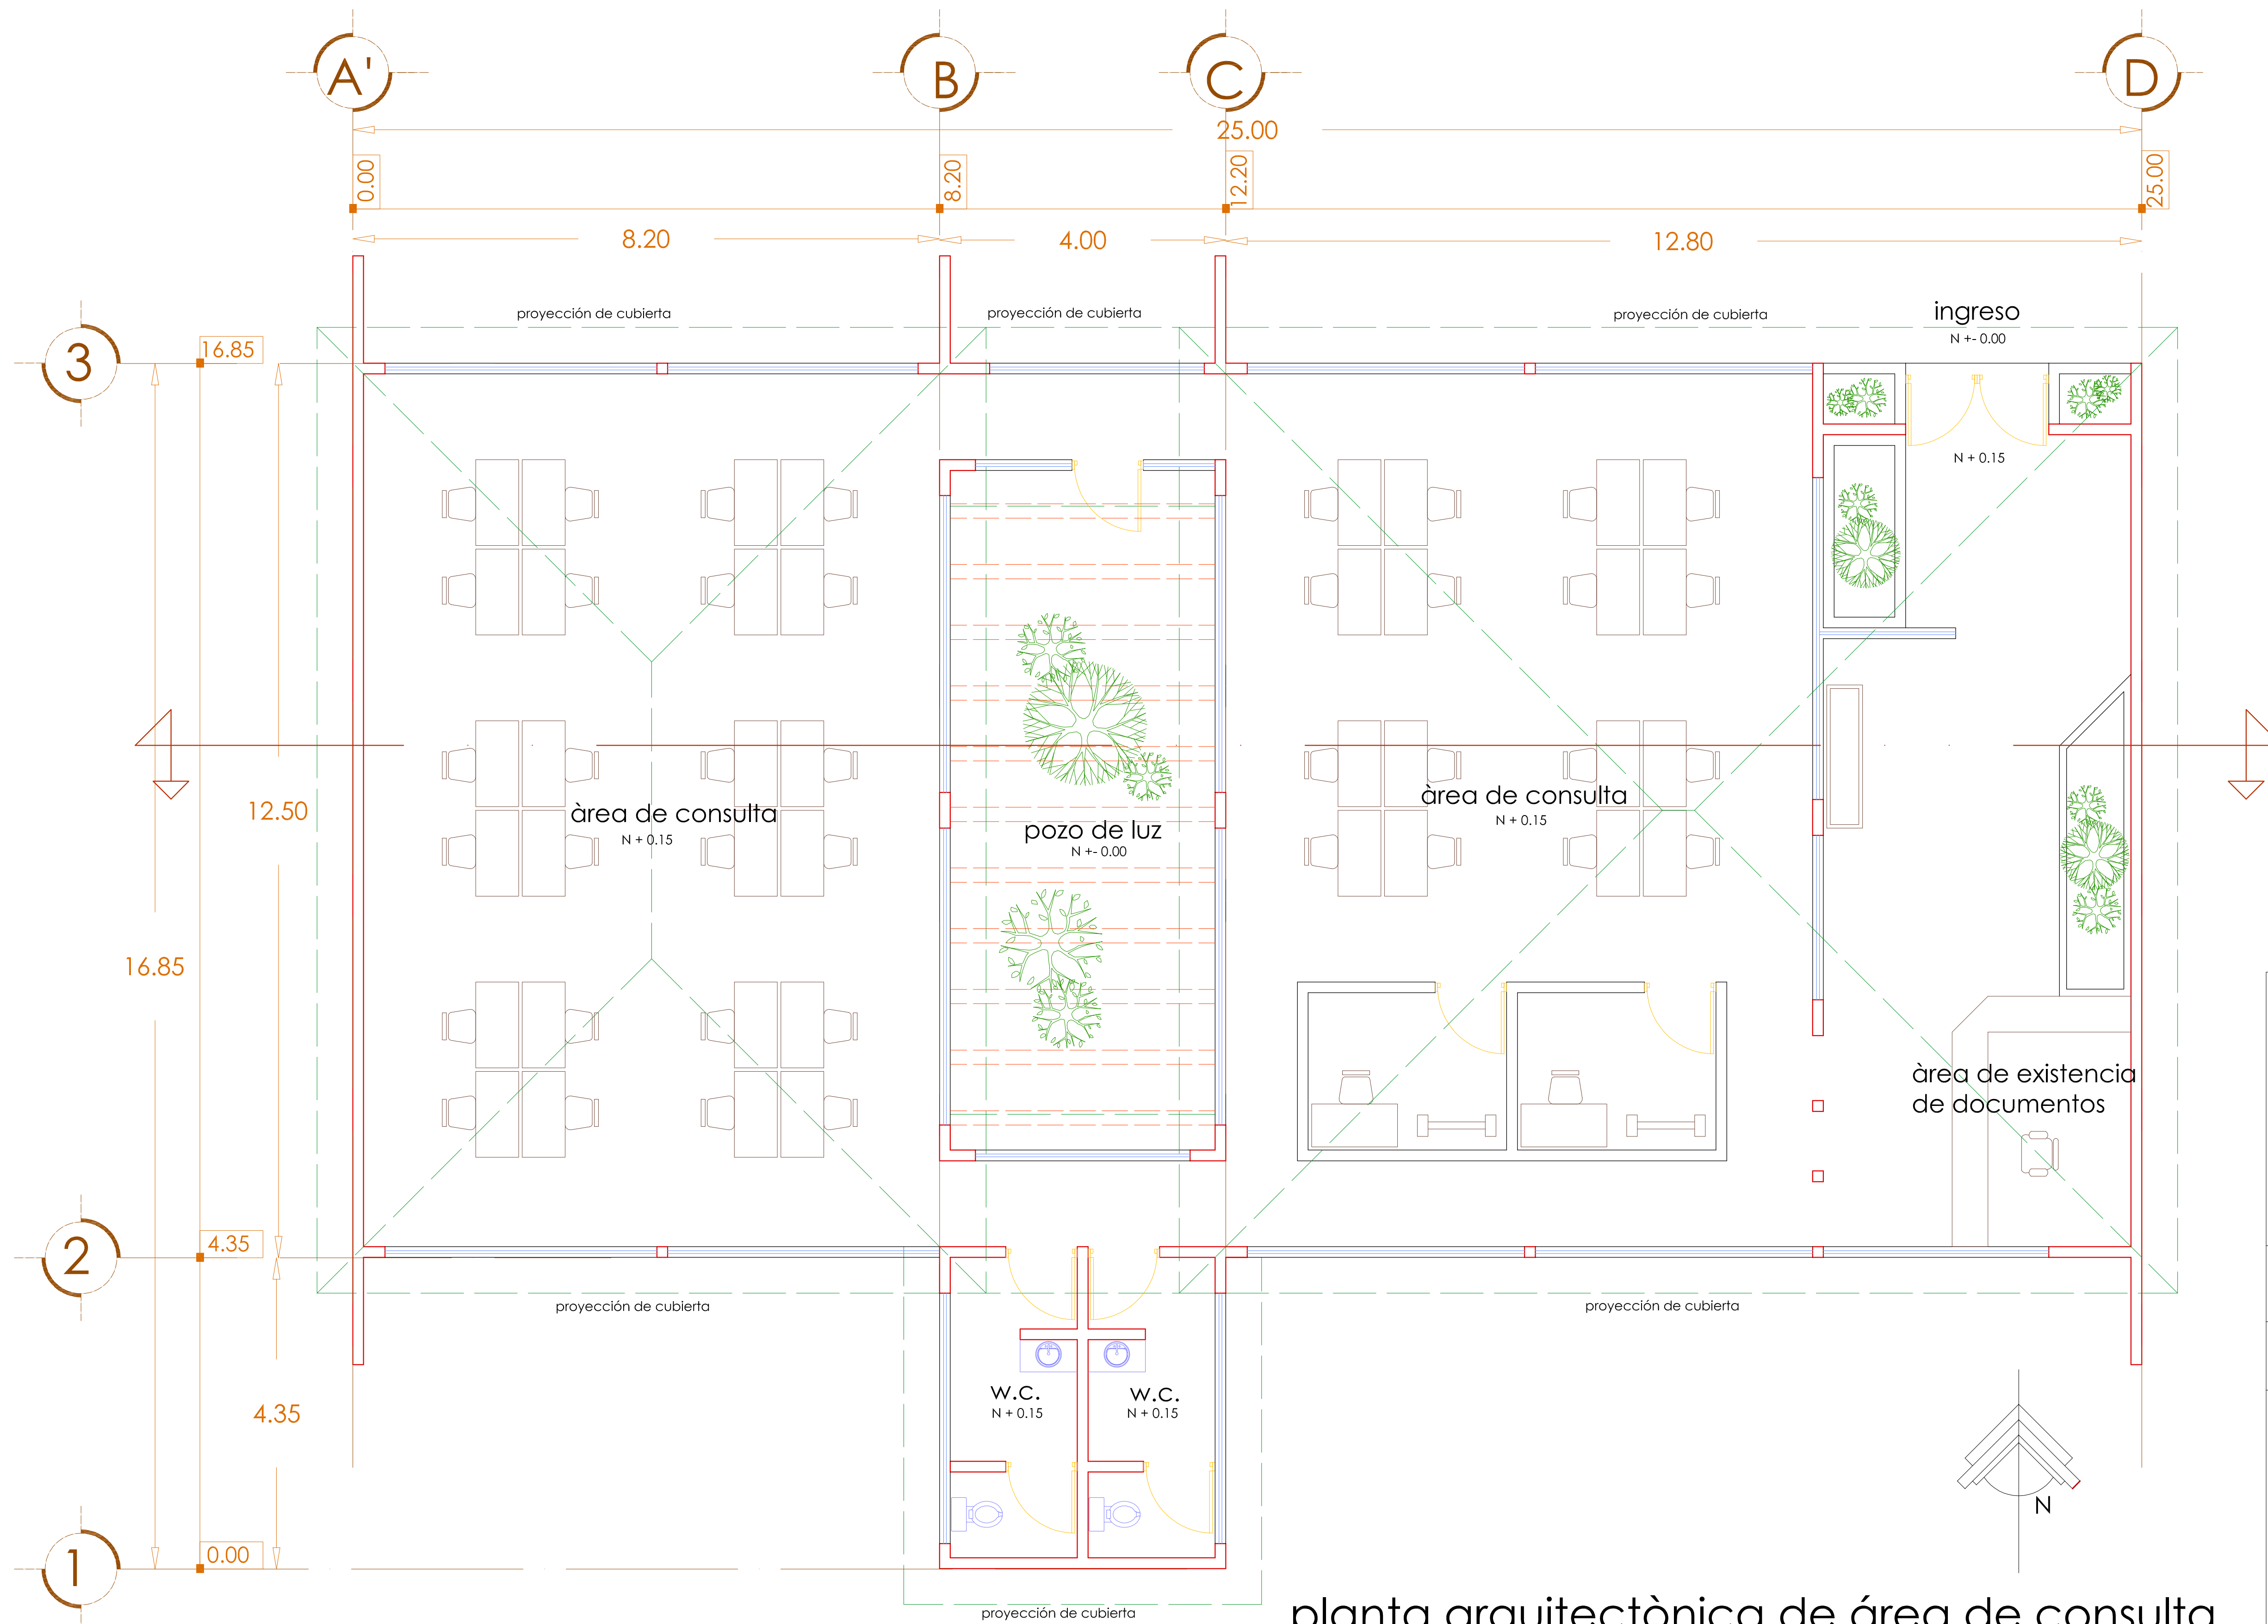 A'
B
C
D
25.00
0.00
8.20
12.20
25.00
8.20
4.00
12.80
proyección de cubierta
proyección de cubierta
proyección de cubierta
ingreso
N +- 0.00
3
16.85
N + 0.15
12.50
àrea de consulta
N + 0.15
pozo de luz
N +- 0.00
àrea de consulta
N + 0.15
16.85
àrea de existencia
de documentos
2
4.35
proyección de cubierta
proyección de cubierta
4.35
w.c.
N + 0.15
w.c.
N + 0.15
N
1
0.00
proyección de cubierta
planta arquitectònica de área de consulta